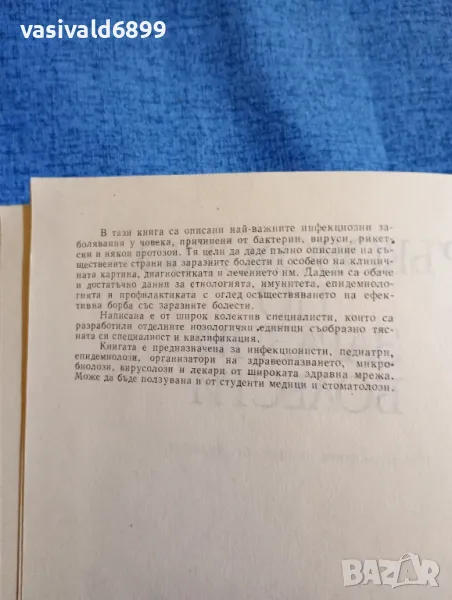 vasivald6899
В тази книга са описани най-важните инфекциозни за-
болявания у човека, причинени от бактерии, вируси, рикет-
сии и някои протозои. Тя цели да даде пълно описание на съ-
ществените страни на заразните болести и особено на клинич-
ната картина, диагностиката и лечението им. Дадени са обаче
и достатъчно данни за етиологията, имунитета, епидемиоло-
гията и профилактиката с оглед осъществяването на ефек-
тивна борба със заразните болести.
Написана е от широк колектив специалисти, които са
разработили отделните нозологични единици съобразно тяс-
ната си специалност и квалификация.
Книгата е предназначена за инфекционисти, педиатри,
епидемиолози, организатори на здравеопазването, микро-
биолози, вирусолози и лекари от широката здравна мрежа.
Може да бъде ползувана и от студенти медици и стоматолози.
BAZAR